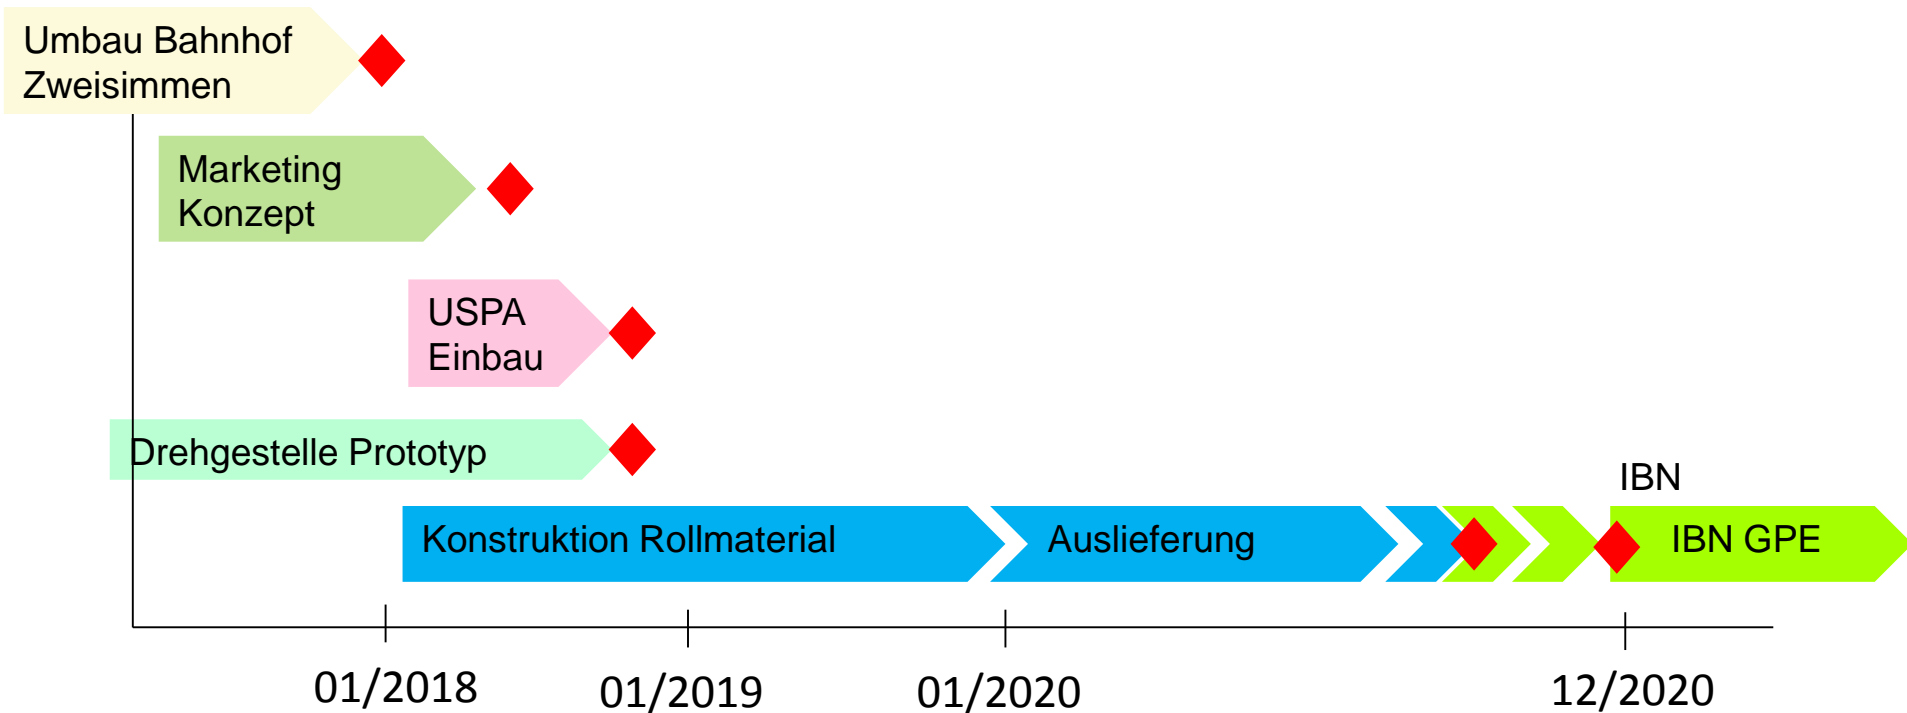 Umbau Bahnhof
Zweisimmen
Marketing
Konzept
USPA
Einbau
Drehgestelle Prototyp
IBN
Konstruktion Rollmaterial
Auslieferung
IBN GPE
01/2018
01/2019
01/2020
12/2020